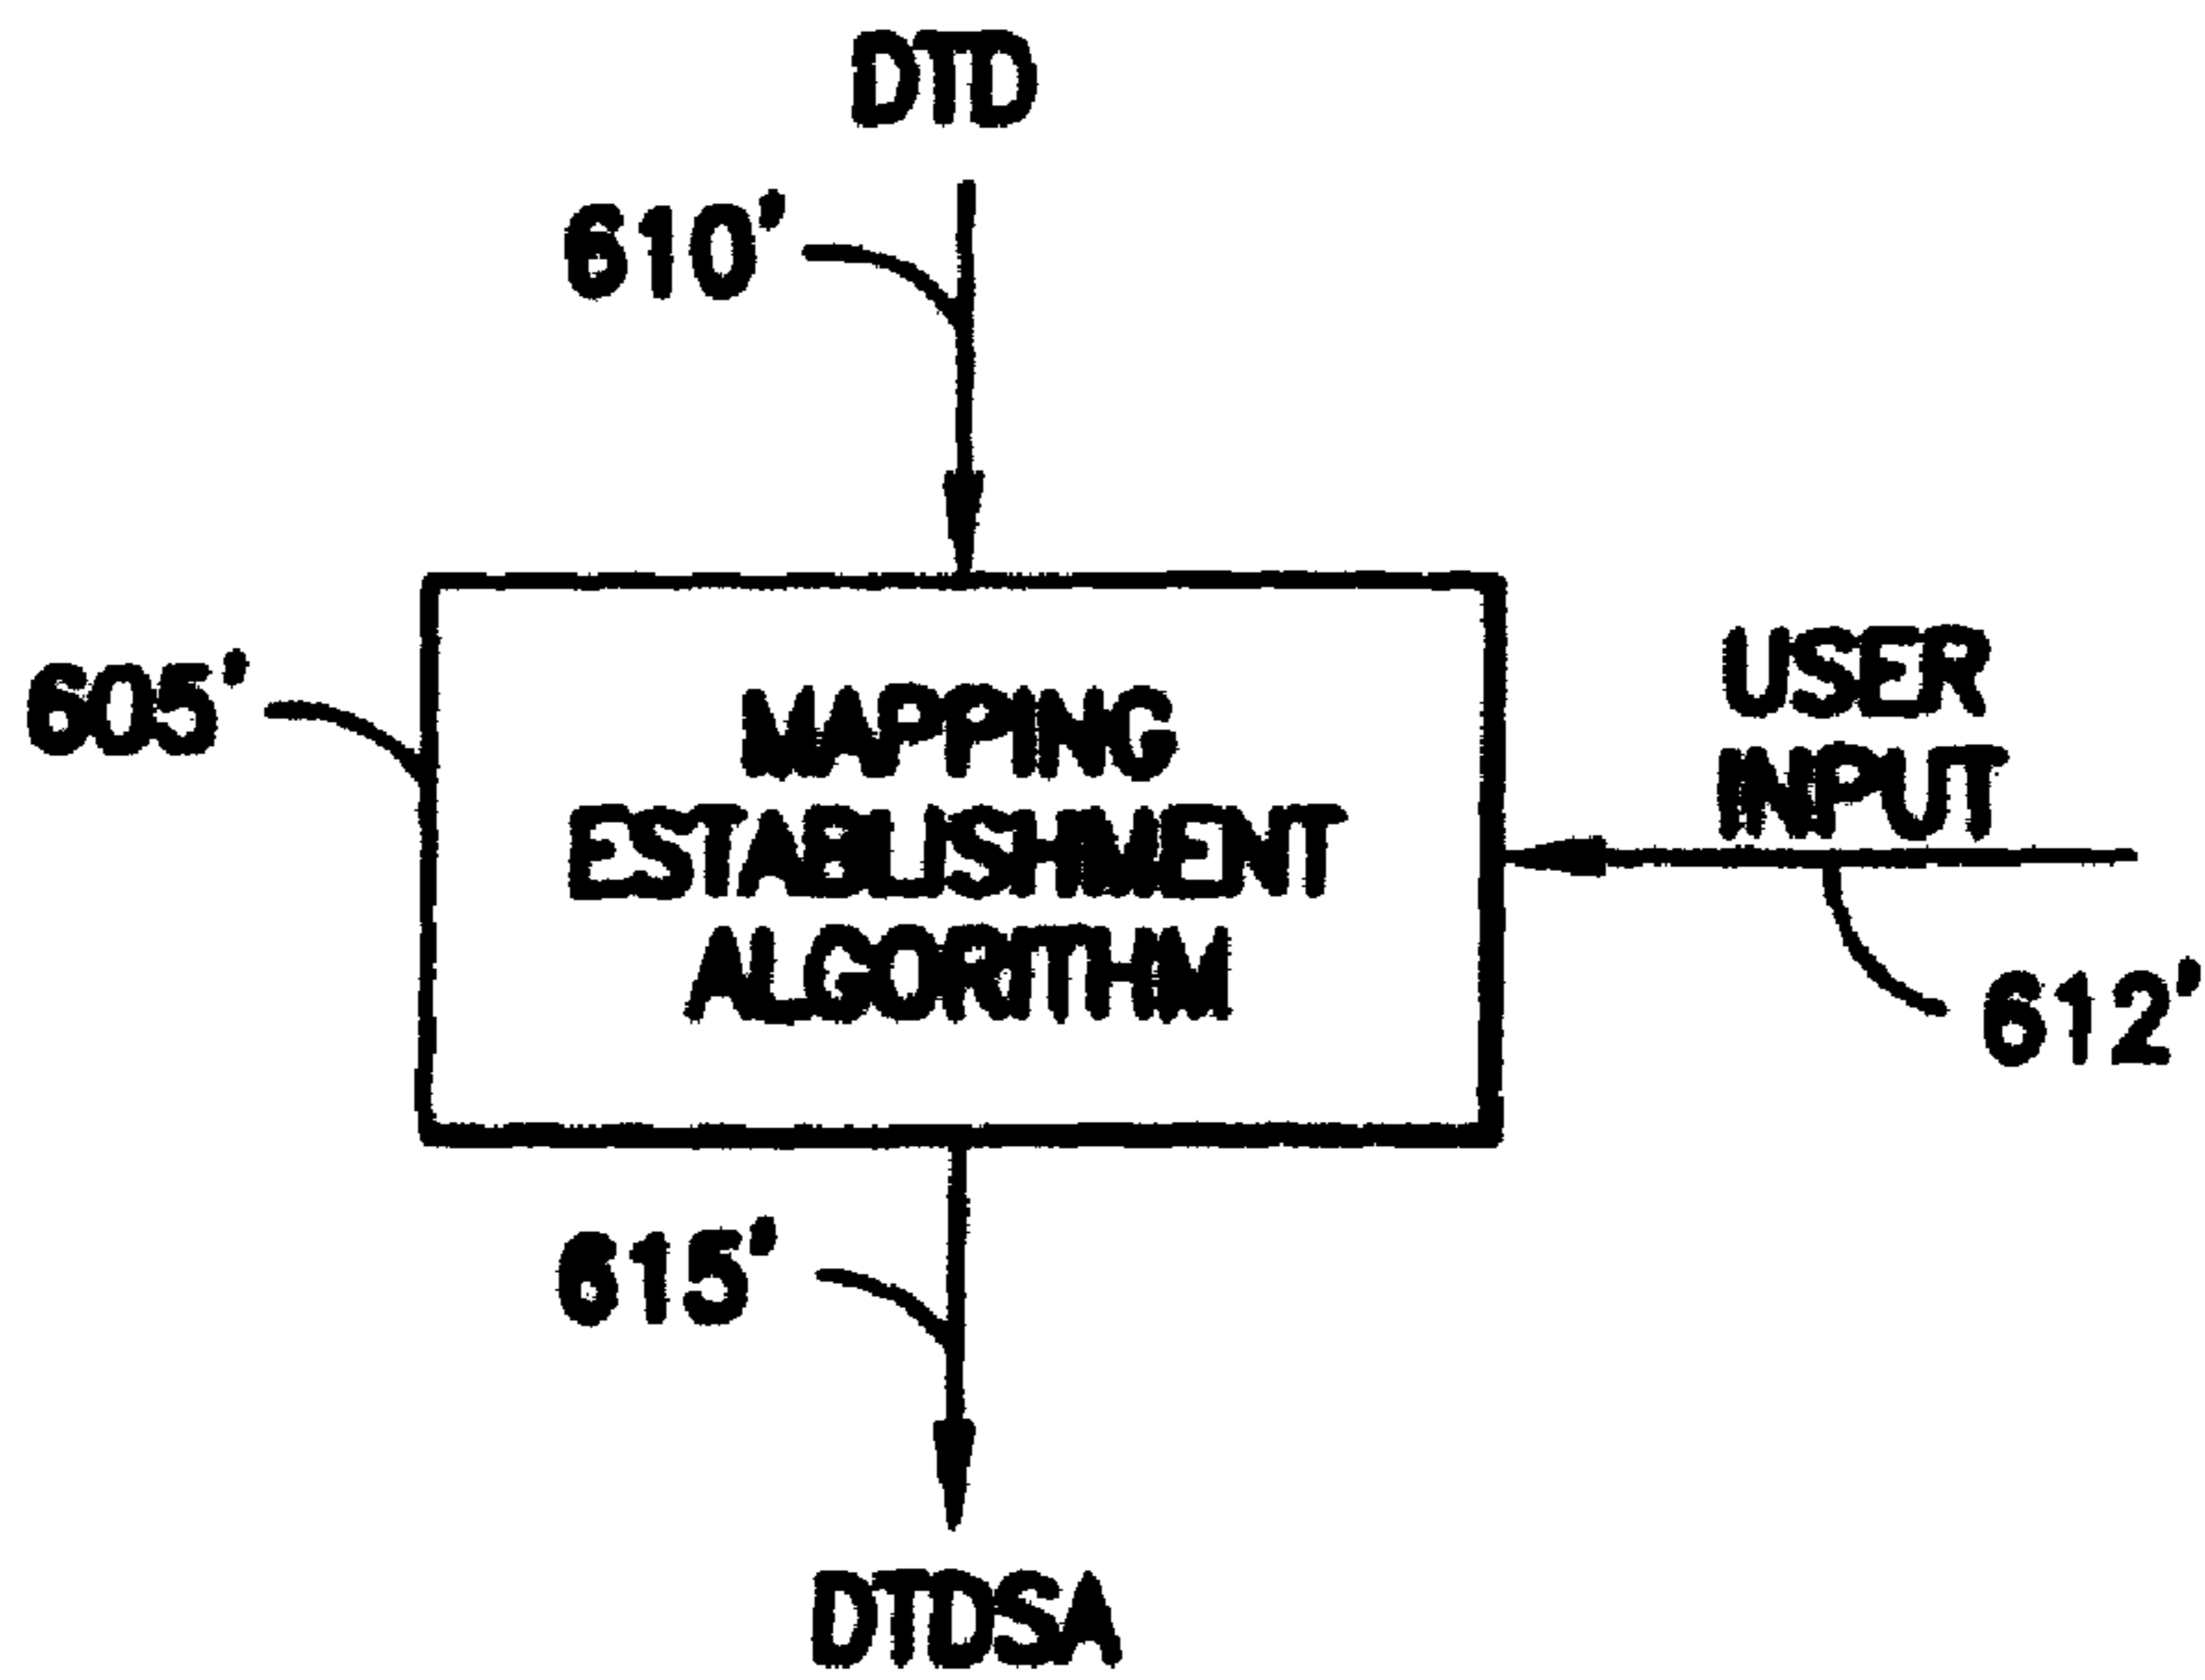 DTD
610'
605'
MAPPING
ESTABLISHMENT
ALGORITHM
USER
INPUT
612'
615'
DTDSA